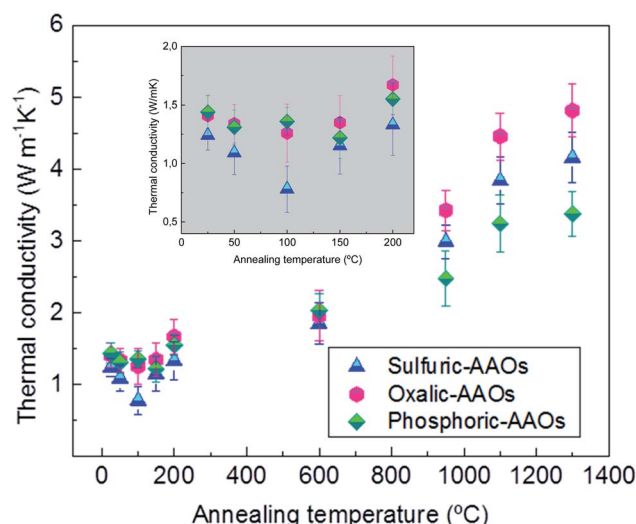 Thermal conductivity (W m-1K-1)
5
4
3
2
1
2,0
1,5
1,0
0,5
Thermal conductivity (W/mK)
0 50 100 150 200
Annealing temperature (ºC)
Sulfuric-AAOs
Oxalic-AAOs
Phosphoric-AAOs
0 200 400 600 800 1000 1200 1400
Annealing temperature (ºC)